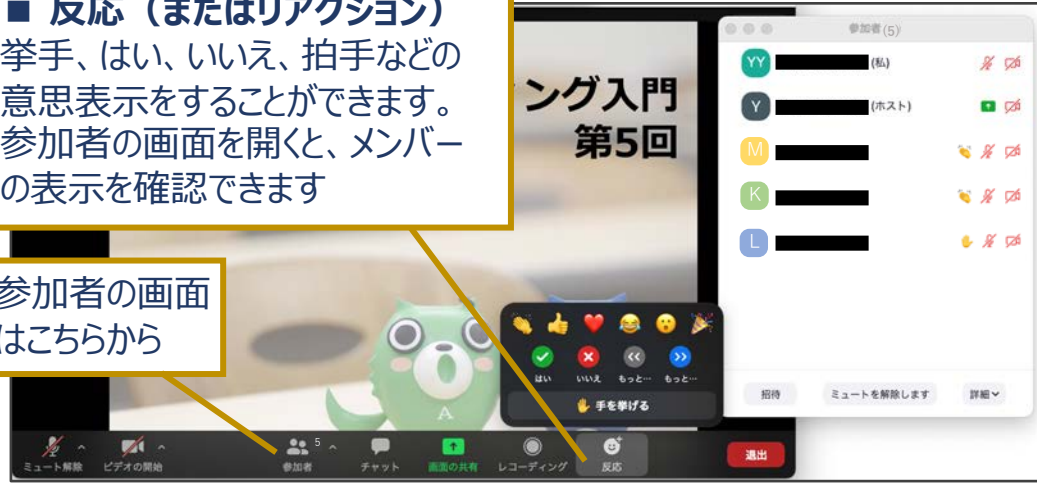 ■ 反応（またはリアクション）
挙手、はい、いいえ、拍手などの
意思表示をすることができます。
参加者の画面を開くと、メンバー
の表示を確認できます
参加者の画面
はこちらから
ング入門
第5回
参加者 (5)
YY (私)
Y (ホスト)
M
K
L
はい いいえ もっと… もっと…
手を挙げる
A
招待 ミュートを解除します 詳細
5
ミュート解除 ビデオの開始 参加者 チャット 画面の共有 レコーディング 反応 退出